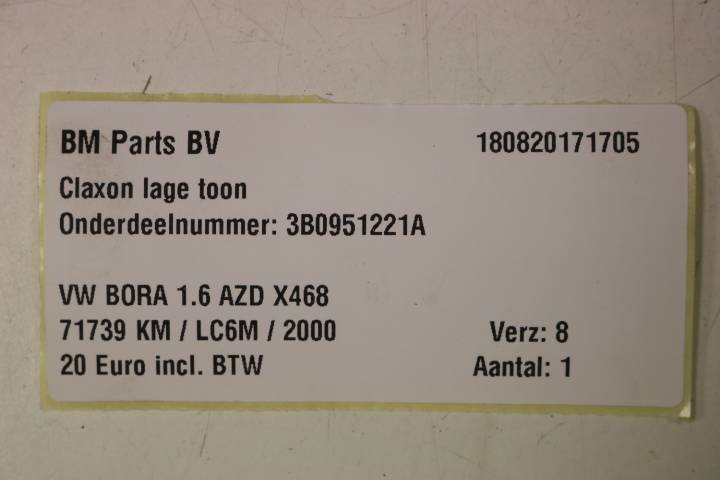 BM Parts BV 180820171705
Claxon lage toon
Onderdeelnummer: 3B0951221A
VW BORA 1.6 AZD X468
71739 KM / LC6M / 2000 Verz: 8
20 Euro incl. BTW Aantal: 1